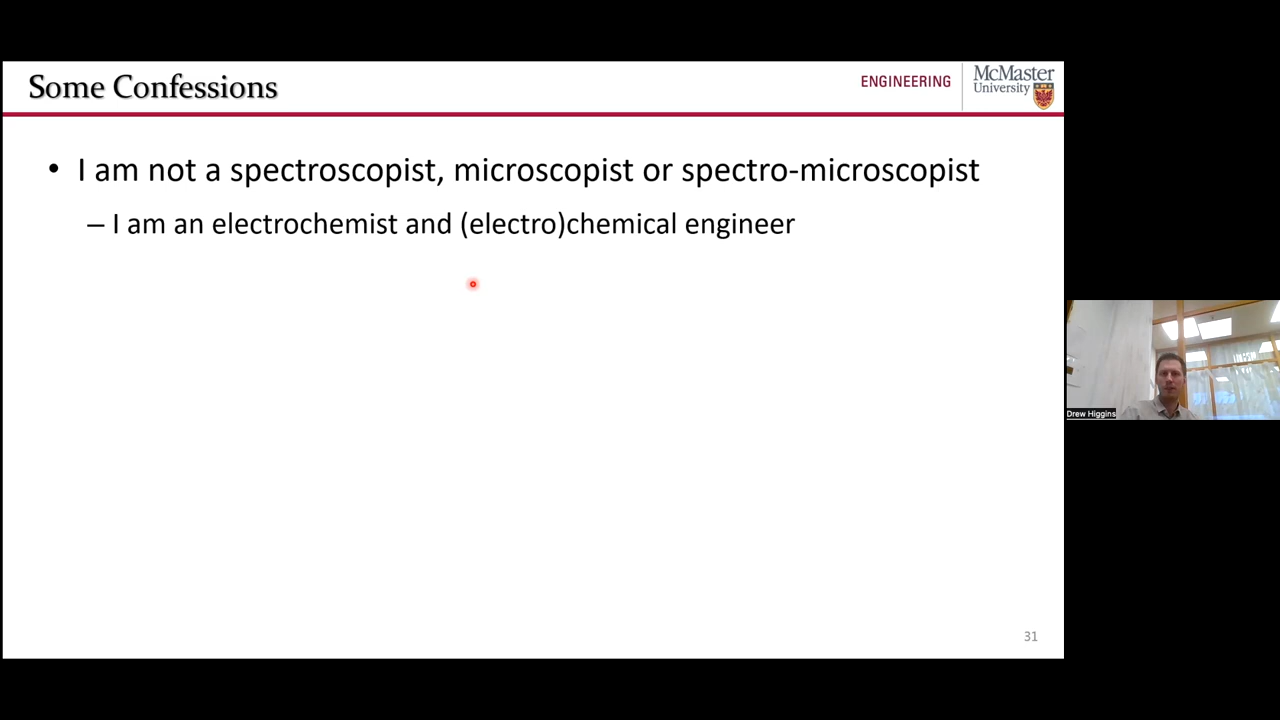 Some Confessions
ENGINEERING
McMaster
University
• I am not a spectroscopist, microscopist or spectro-microscopist
– I am an electrochemist and (electro)chemical engineer
Drew Higgins
31